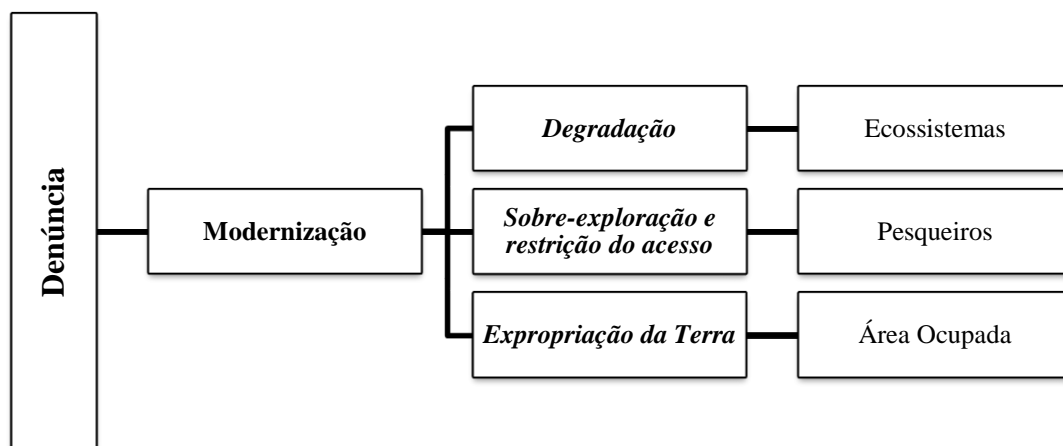 Denúncia
Modernização
Degradação
Ecossistemas
Sobre-exploração e
restrição do acesso
Pesqueiros
Expropriação da Terra
Área Ocupada